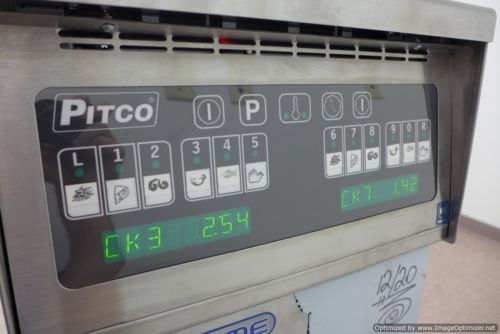 PITCO P
L 1 2 3 4 5
6 7 8 9 0 R
CK3 2:54
CK7 1:42
12/20
Optimized by www.ImageOptimizer.net